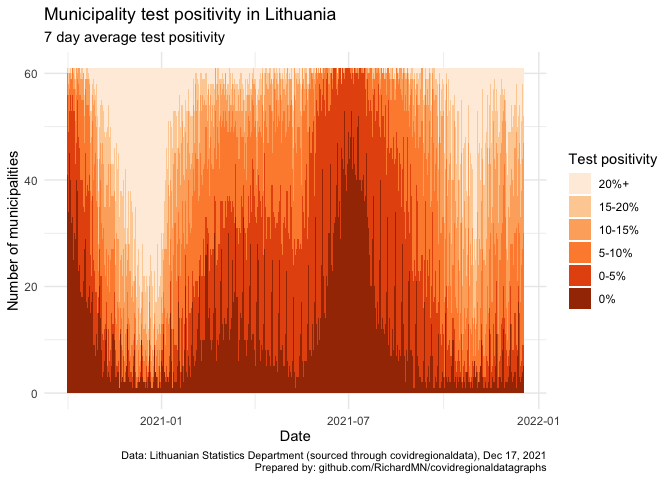 Municipality test positivity in Lithuania
7 day average test positivity
Number of municipalities
60
40
20
0
2021-01
2021-07
2022-01
Date
Test positivity
20%+
15-20%
10-15%
5-10%
0-5%
0%
Data: Lithuanian Statistics Department (sourced through covidregionaldata), Dec 17, 2021
Prepared by: github.com/RichardMN/covidregionaldatagraphs